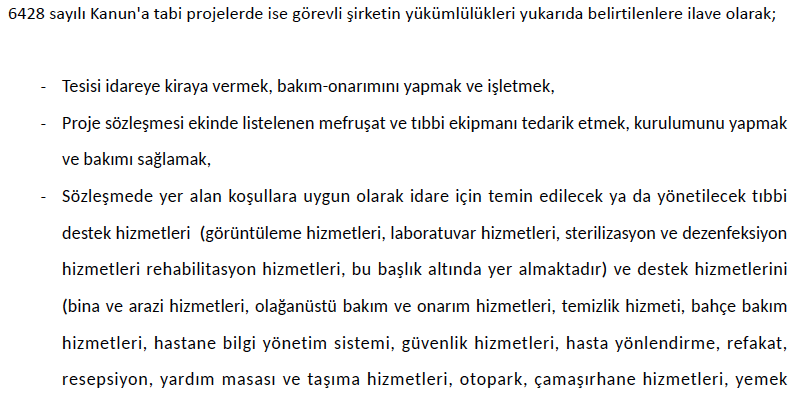 6428 sayılı Kanun'a tabi projelerde ise görevli şirketin yükümlülükleri yukarıda belirtilenlere ilave olarak;
- Tesisi idareye kiraya vermek, bakım-onarımını yapmak ve işletmek,
- Proje sözleşmesi ekinde listelenen mefruşat ve tıbbi ekipmanı tedarik etmek, kurulumunu yapmak
ve bakımı sağlamak,
- Sözleşmede yer alan koşullara uygun olarak idare için temin edilecek ya da yönetilecek tıbbi
destek hizmetleri  (görüntüleme hizmetleri, laboratuvar hizmetleri, sterilizasyon ve dezenfeksiyon
hizmetleri rehabilitasyon hizmetleri, bu başlık altında yer almaktadır) ve destek hizmetlerini
(bina ve arazi hizmetleri, olağanüstü bakım ve onarım hizmetleri, temizlik hizmeti, bahçe bakım
hizmetleri, hastane bilgi yönetim sistemi, güvenlik hizmetleri, hasta yönlendirme, refakat,
resepsiyon, yardım masası ve taşıma hizmetleri, otopark, çamaşırhane hizmetleri, yemek